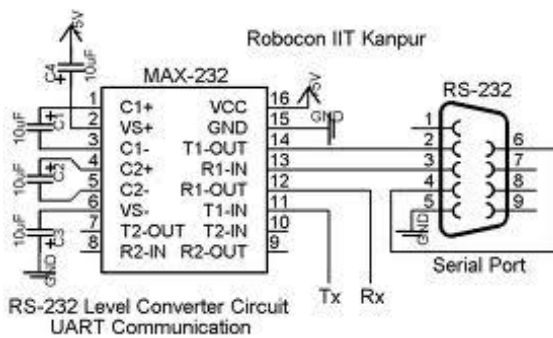 Robocon IIT Kanpur
5V
C4
10uF
MAX-232
RS-232
1 C1+ VCC 16 5V
2 VS+ GND 15 GND
3 C1- T1-OUT 14
4 C2+ R1-IN 13
5 C2- R1-OUT 12
6 VS- T1-IN 11
7 T2-OUT T2-IN 10
8 R2-IN R2-OUT 9
10uF C1
10uF C2
10uF C3
GND
1
2 6
3 7
4 8
5 9
GND
Serial Port
Tx Rx
RS-232 Level Converter Circuit
UART Communication